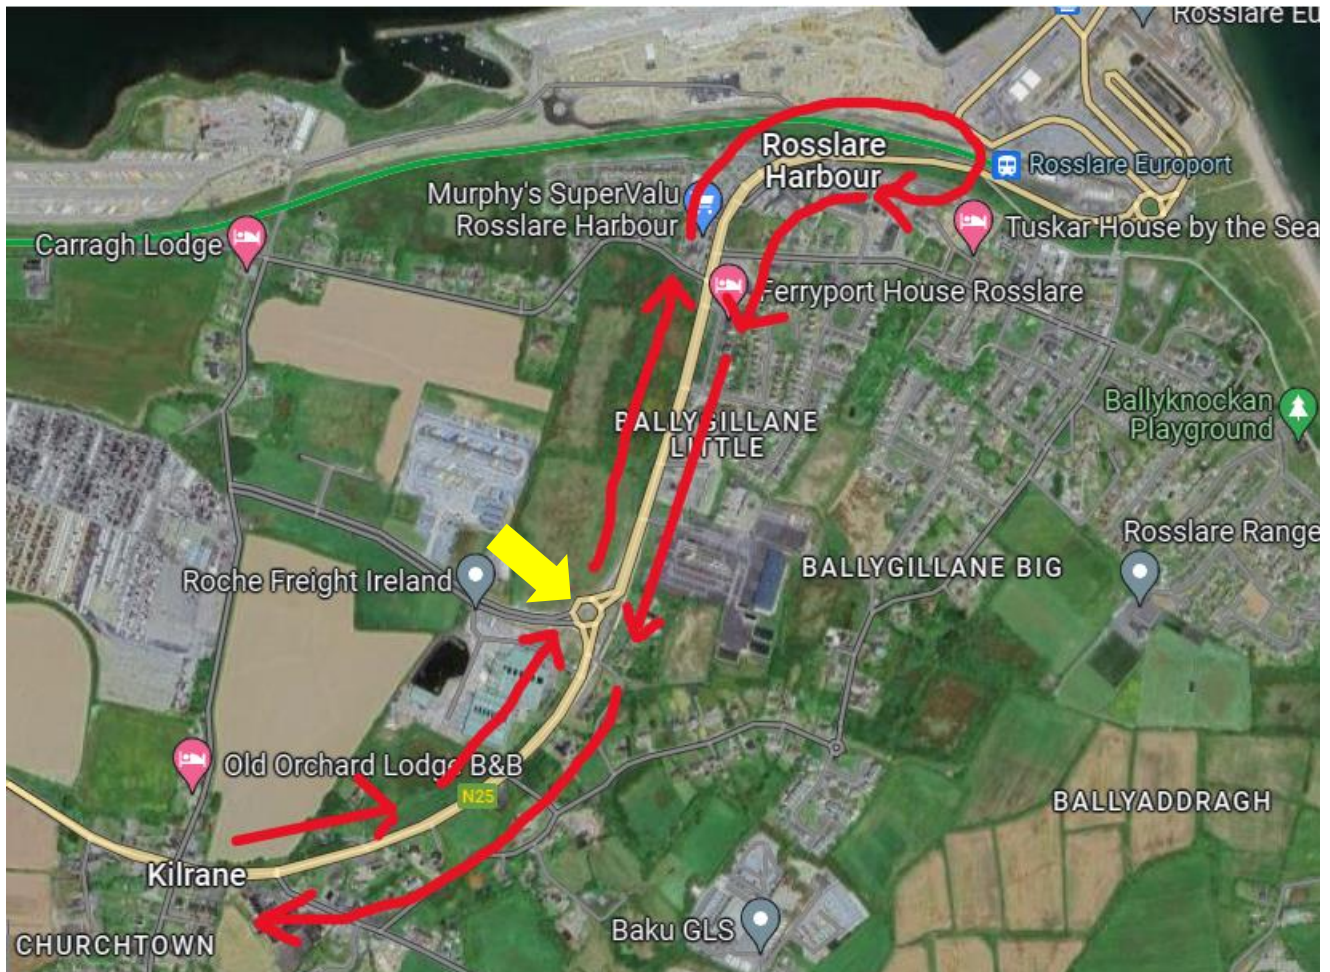 Rosslare Eu
Rosslare
Harbour
Rosslare Europort
Murphy's SuperValu
Rosslare Harbour
Tuskar House by the Sea
Carragh Lodge
Ferryport House Rosslare
BALLYGILLANE
LITTLE
Ballyknockan
Playground
Rosslare Range
Roche Freight Ireland
BALLYGILLANE BIG
Old Orchard Lodge B&B
N25
BALLYADDRAGH
Kilrane
Baku GLS
CHURCHTOWN